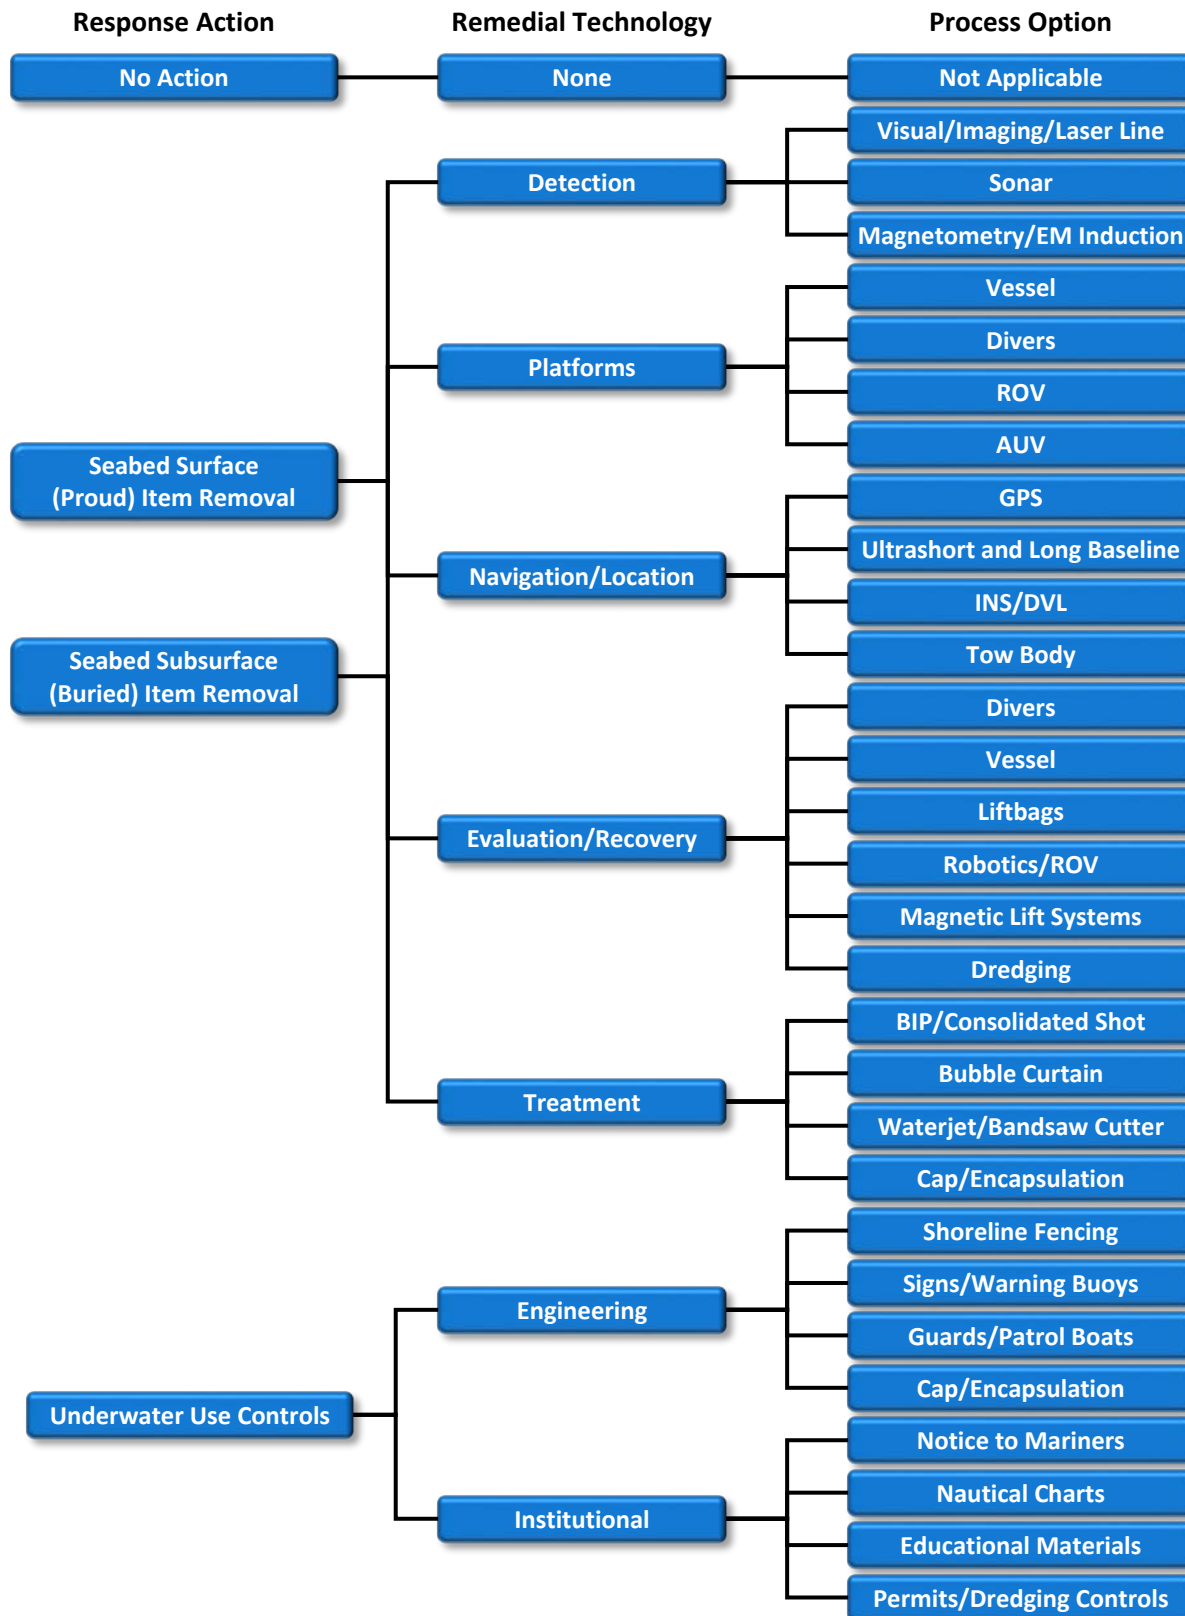 Response Action
Remedial Technology
Process Option
No Action
None
Not Applicable
Visual/Imaging/Laser Line
Detection
Sonar
Magnetometry/EM Induction
Vessel
Divers
Platforms
ROV
AUV
Seabed Surface
(Proud) Item Removal
GPS
Ultrashort and Long Baseline
Navigation/Location
INS/DVL
Tow Body
Seabed Subsurface
(Buried) Item Removal
Divers
Vessel
Liftbags
Evaluation/Recovery
Robotics/ROV
Magnetic Lift Systems
Dredging
BIP/Consolidated Shot
Bubble Curtain
Treatment
Waterjet/Bandsaw Cutter
Cap/Encapsulation
Shoreline Fencing
Signs/Warning Buoys
Engineering
Guards/Patrol Boats
Cap/Encapsulation
Underwater Use Controls
Notice to Mariners
Nautical Charts
Institutional
Educational Materials
Permits/Dredging Controls